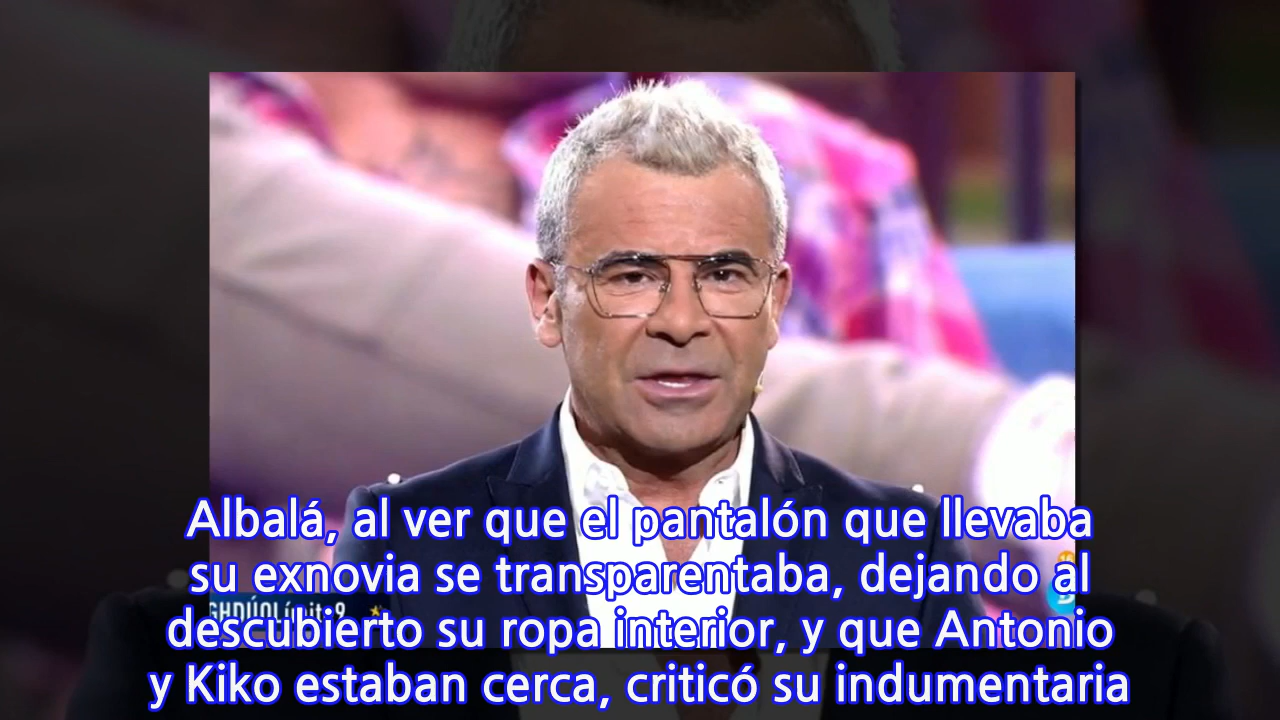 Albalá, al ver que el pantalón que llevaba
su exnovia se transparentaba, dejando al
descubierto su ropa interior, y que Antonio
y Kiko estaban cerca, criticó su indumentaria